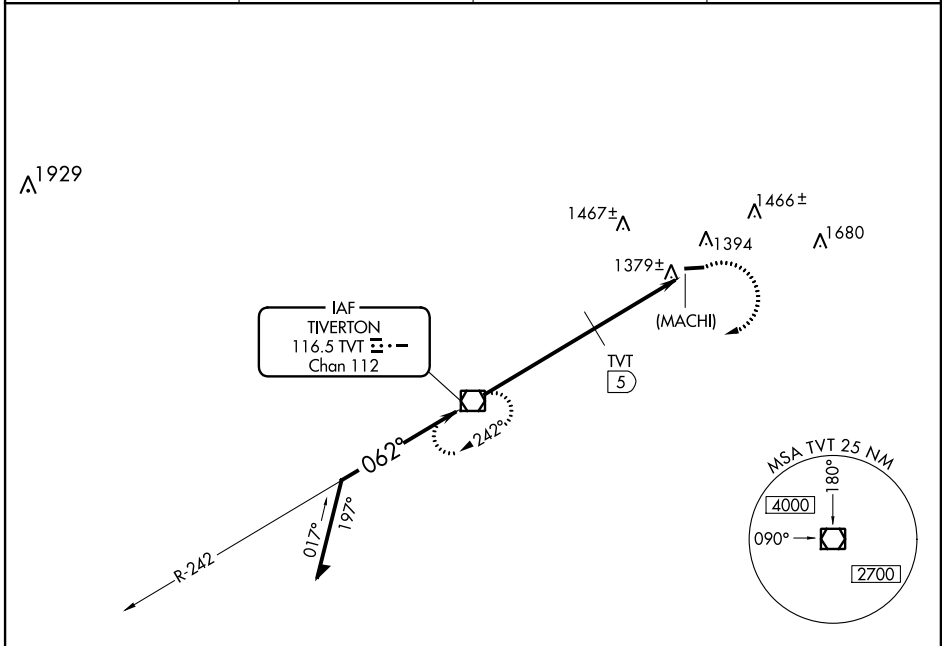 1929
1467±
1466±
1394
1680
1379±
(MACHI)
IAF
TIVERTON
116.5 TVT
Chan 112
TVT
5
242°
062°
017°
197°
R-242
MSA TVT 25 NM
180°
4000
090°
2700